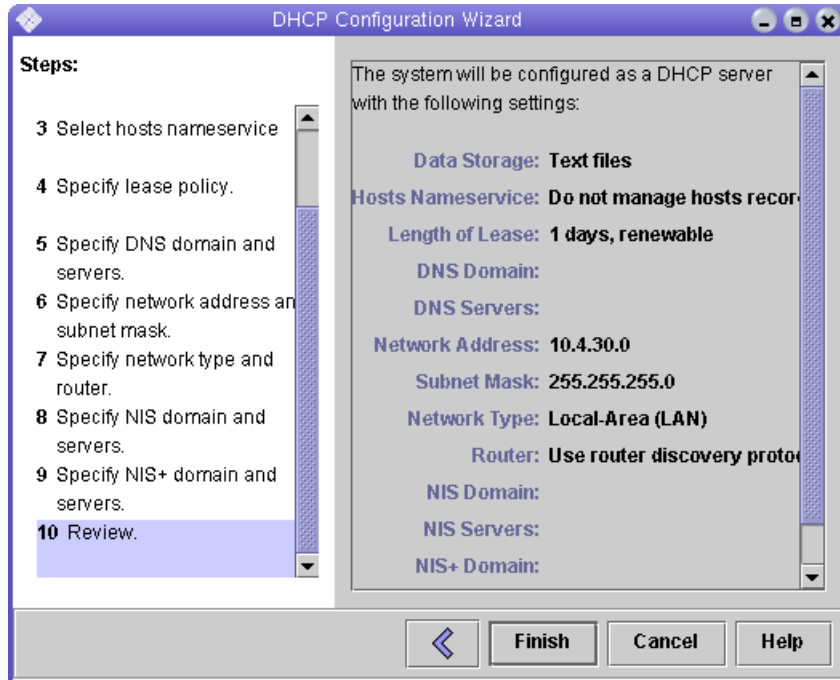 DHCP Configuration Wizard
Steps:
3 Select hosts nameservice
4 Specify lease policy.
5 Specify DNS domain and
servers.
6 Specify network address an
subnet mask.
7 Specify network type and
router.
8 Specify NIS domain and
servers.
9 Specify NIS+ domain and
servers.
10 Review.
The system will be configured as a DHCP server
with the following settings:
Data Storage: Text files
Hosts Nameservice: Do not manage hosts recor
Length of Lease: 1 days, renewable
DNS Domain:
DNS Servers:
Network Address: 10.4.30.0
Subnet Mask: 255.255.255.0
Network Type: Local-Area (LAN)
Router: Use router discovery proto
NIS Domain:
NIS Servers:
NIS+ Domain:
Finish
Cancel
Help